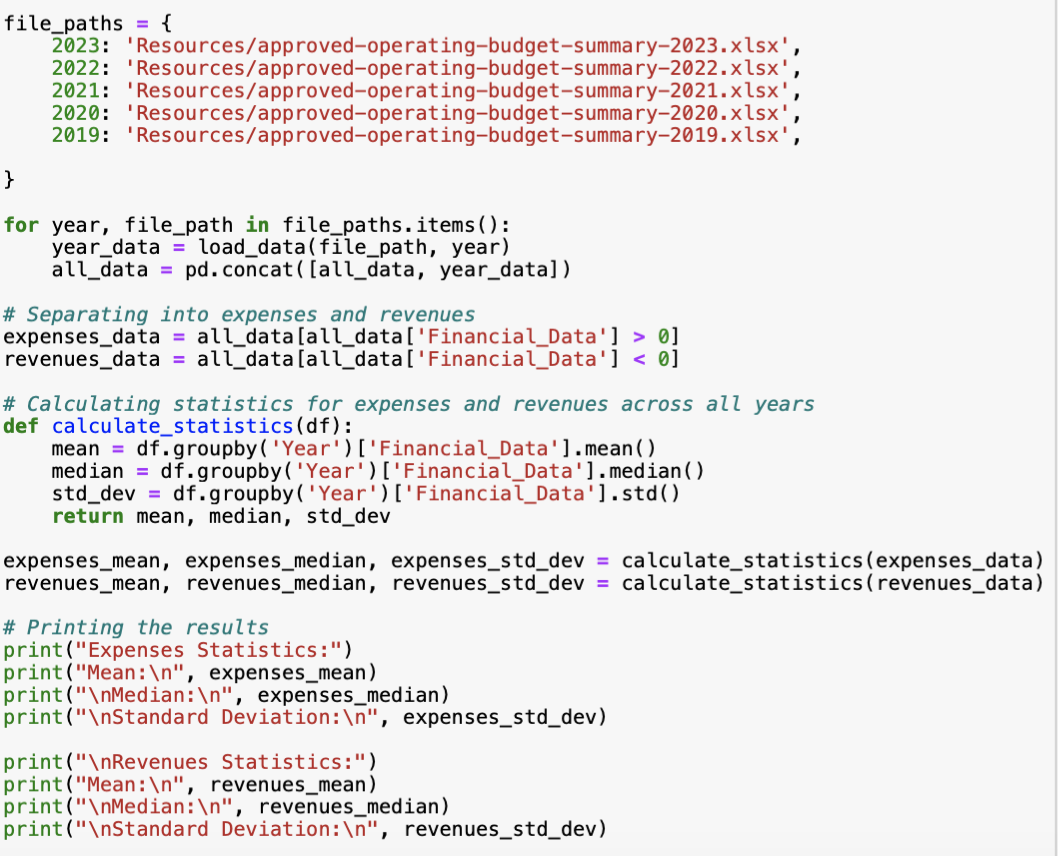 file_paths = {
    2023: 'Resources/approved-operating-budget-summary-2023.xlsx',
    2022: 'Resources/approved-operating-budget-summary-2022.xlsx',
    2021: 'Resources/approved-operating-budget-summary-2021.xlsx',
    2020: 'Resources/approved-operating-budget-summary-2020.xlsx',
    2019: 'Resources/approved-operating-budget-summary-2019.xlsx',

}

for year, file_path in file_paths.items():
    year_data = load_data(file_path, year)
    all_data = pd.concat([all_data, year_data])

# Separating into expenses and revenues
expenses_data = all_data[all_data['Financial_Data'] > 0]
revenues_data = all_data[all_data['Financial_Data'] < 0]

# Calculating statistics for expenses and revenues across all years
def calculate_statistics(df):
    mean = df.groupby('Year')['Financial_Data'].mean()
    median = df.groupby('Year')['Financial_Data'].median()
    std_dev = df.groupby('Year')['Financial_Data'].std()
    return mean, median, std_dev

expenses_mean, expenses_median, expenses_std_dev = calculate_statistics(expenses_data)
revenues_mean, revenues_median, revenues_std_dev = calculate_statistics(revenues_data)

# Printing the results
print("Expenses Statistics:")
print("Mean:\n", expenses_mean)
print("\nMedian:\n", expenses_median)
print("\nStandard Deviation:\n", expenses_std_dev)

print("\nRevenues Statistics:")
print("Mean:\n", revenues_mean)
print("\nMedian:\n", revenues_median)
print("\nStandard Deviation:\n", revenues_std_dev)